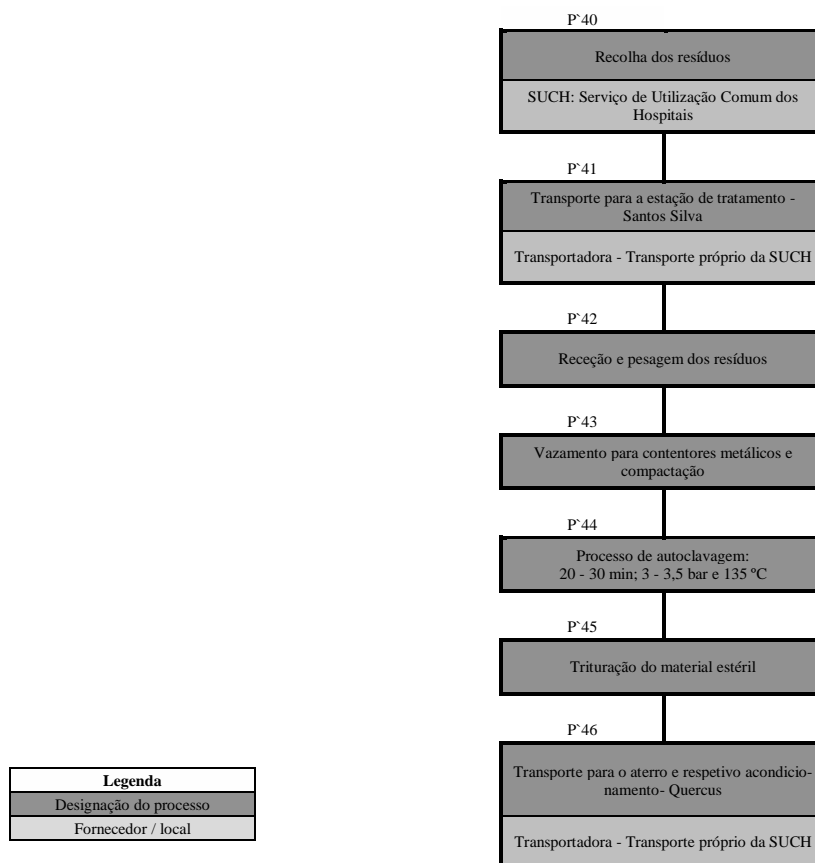 P`40
Recolha dos resíduos
SUCH: Serviço de Utilização Comum dos
Hospitais
P`41
Transporte para a estação de tratamento -
Santos Silva
Transportadora - Transporte próprio da SUCH
P`42
Receção e pesagem dos resíduos
P`43
Vazamento para contentores metálicos e
compactação
P`44
Processo de autoclavagem:
20 - 30 min; 3 - 3,5 bar e 135 ºC
P`45
Trituração do material estéril
P`46
Transporte para o aterro e respetivo acondicio-
namento- Quercus
Transportadora - Transporte próprio da SUCH
Legenda
Designação do processo
Fornecedor / local